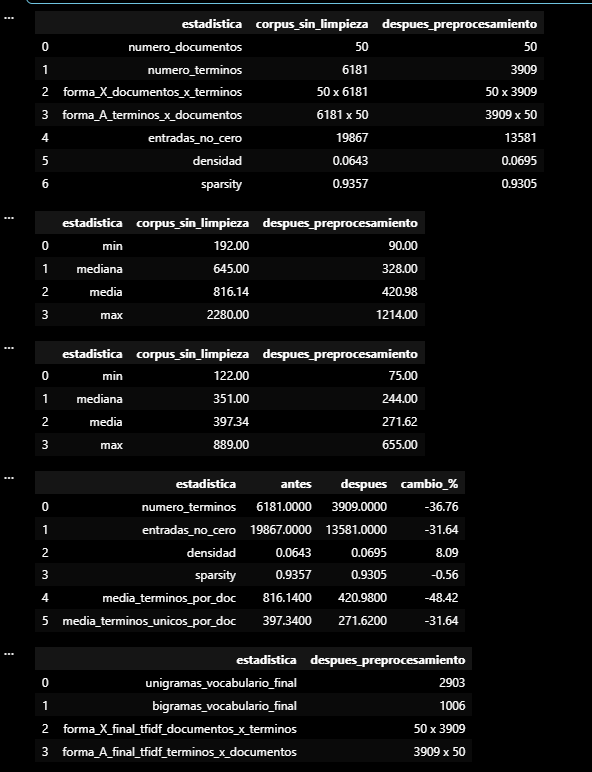 ...
estadistica corpus_sin_limpieza despues_preprocesamiento
0 numero_documentos 50 50
1 numero_terminos 6181 3909
2 forma_X_documentos_x_terminos 50 x 6181 50 x 3909
3 forma_A_terminos_x_documentos 6181 x 50 3909 x 50
4 entradas_no_cero 19867 13581
5 densidad 0.0643 0.0695
6 sparsity 0.9357 0.9305
...
estadistica corpus_sin_limpieza despues_preprocesamiento
0 min 192.00 90.00
1 mediana 645.00 328.00
2 media 816.14 420.98
3 max 2280.00 1214.00
...
estadistica corpus_sin_limpieza despues_preprocesamiento
0 min 122.00 75.00
1 mediana 351.00 244.00
2 media 397.34 271.62
3 max 889.00 655.00
...
estadistica antes despues cambio_%
0 numero_terminos 6181.0000 3909.0000 -36.76
1 entradas_no_cero 19867.0000 13581.0000 -31.64
2 densidad 0.0643 0.0695 8.09
3 sparsity 0.9357 0.9305 -0.56
4 media_terminos_por_doc 816.1400 420.9800 -48.42
5 media_terminos_unicos_por_doc 397.3400 271.6200 -31.64
...
estadistica despues_preprocesamiento
0 unigramas_vocabulario_final 2903
1 bigramas_vocabulario_final 1006
2 forma_X_final_tfidf_documentos_x_terminos 50 x 3909
3 forma_A_final_tfidf_terminos_x_documentos 3909 x 50